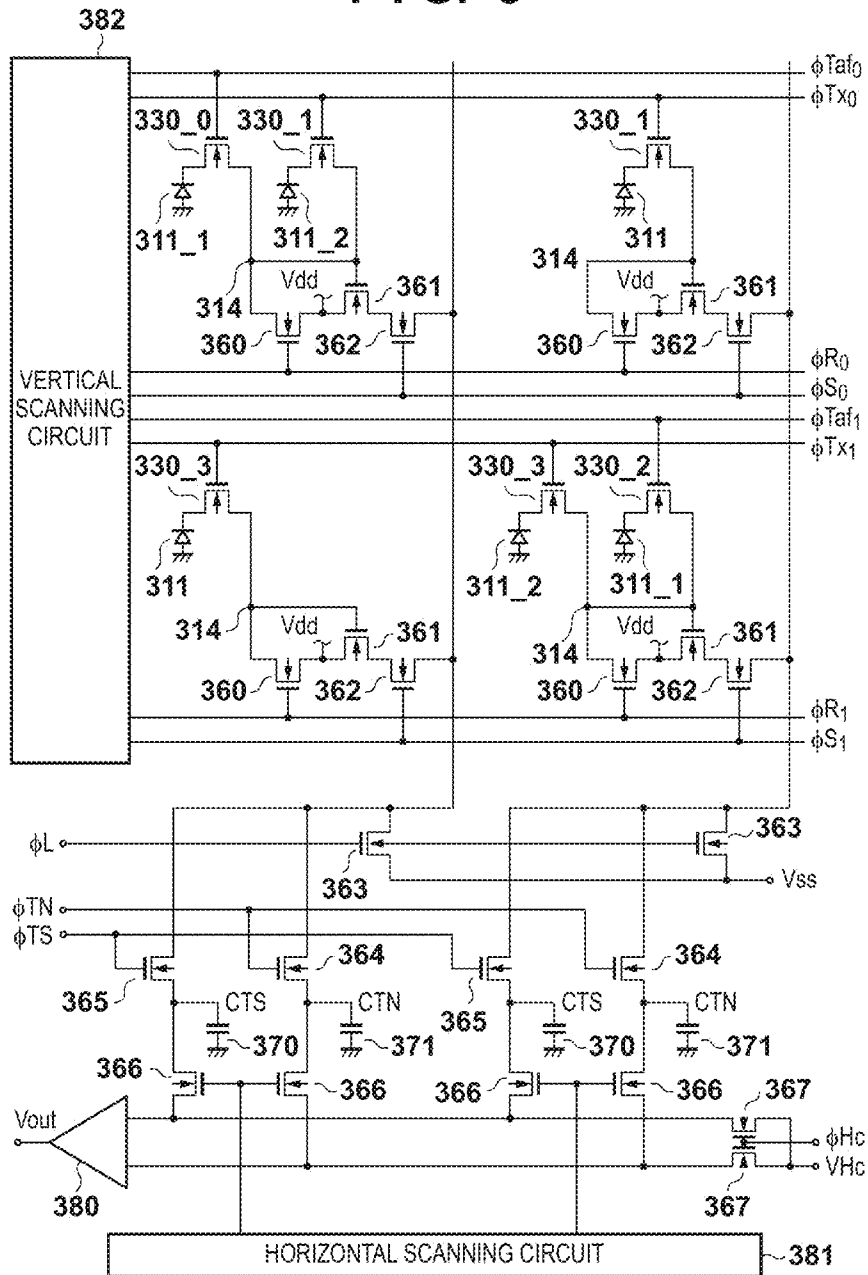 382
ϕTaf0
ϕTx0
330_0 330_1 330_1
311_1 311_2 311
314 Vdd 361 314 Vdd 361
360 362 360 362
VERTICAL
SCANNING
CIRCUIT
ϕR0
ϕS0
ϕTaf1
ϕTx1
330_3 330_3 330_2
311 311_2 311_1
314 Vdd 361 314 Vdd 361
360 362 360 362
ϕR1
ϕS1
ϕL 363 363
Vss
ϕTN
ϕTS
365 364 365 364
CTS CTN CTS CTN
370 371 370 371
366 366 366 366
367
Vout
ϕHc
VHc
380 367
HORIZONTAL SCANNING CIRCUIT 381